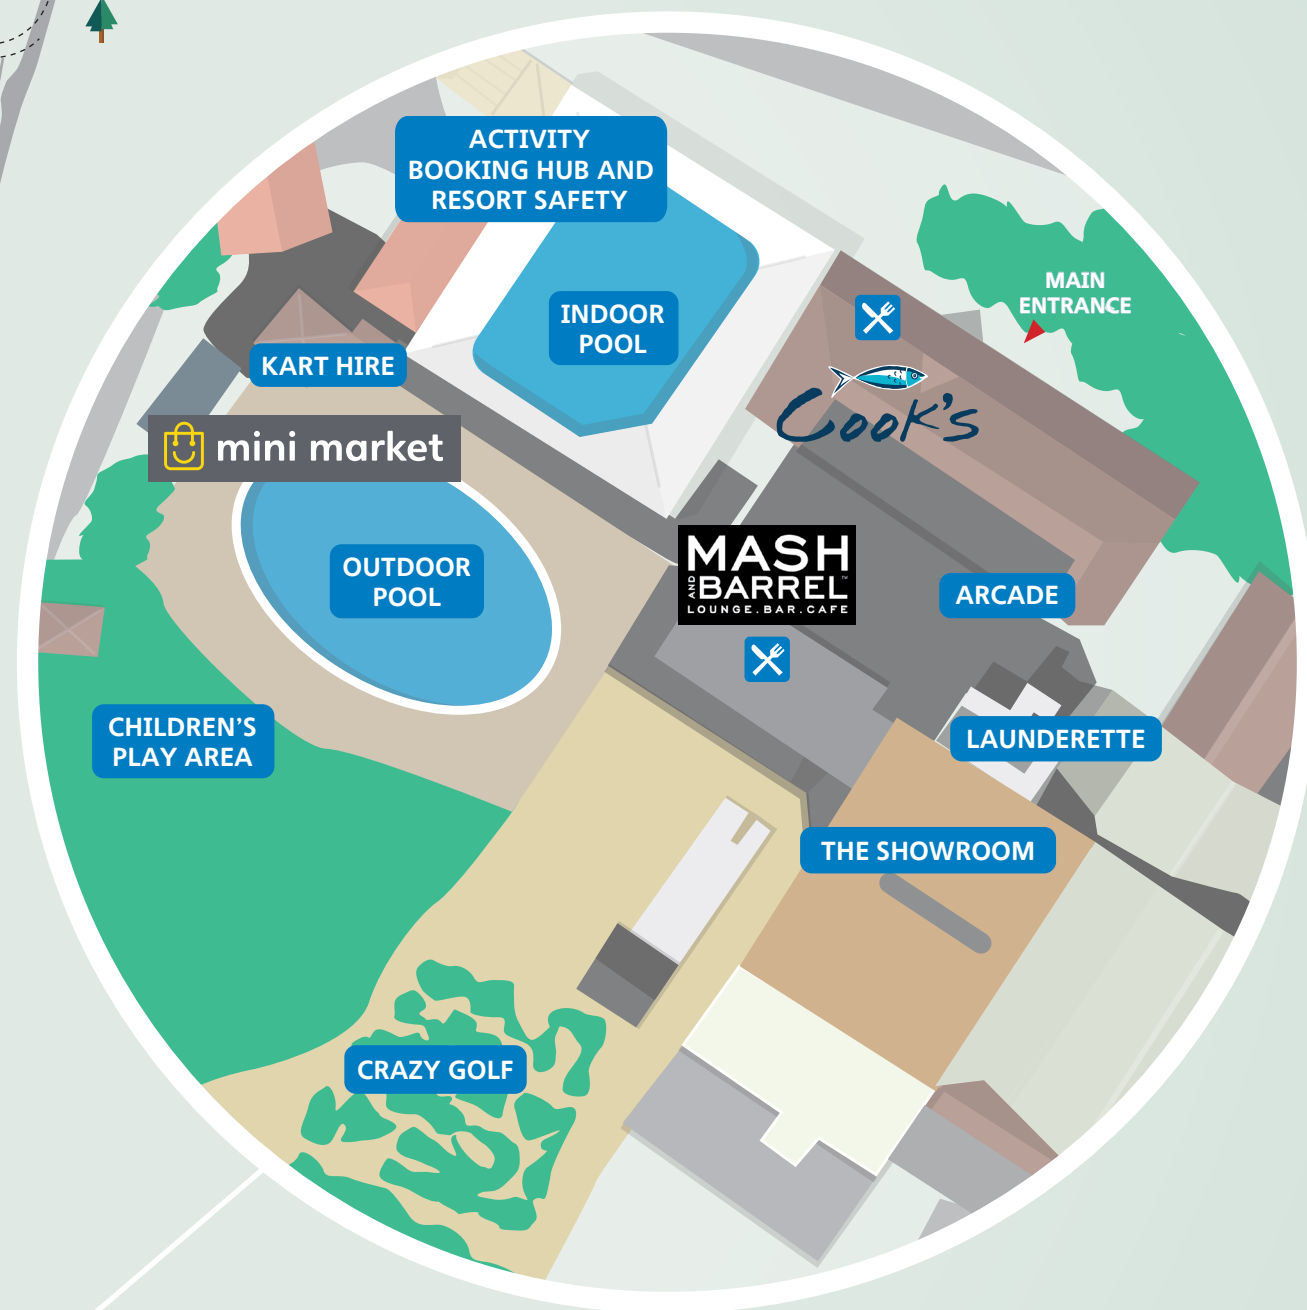 ACTIVITY
BOOKING HUB AND
RESORT SAFETY
MAIN
ENTRANCE
INDOOR
POOL
KART HIRE
Cook's
mini market
MASH
AND
BARREL™
LOUNGE.BAR.CAFE
OUTDOOR
POOL
ARCADE
CHILDREN'S
PLAY AREA
LAUNDERETTE
THE SHOWROOM
CRAZY GOLF